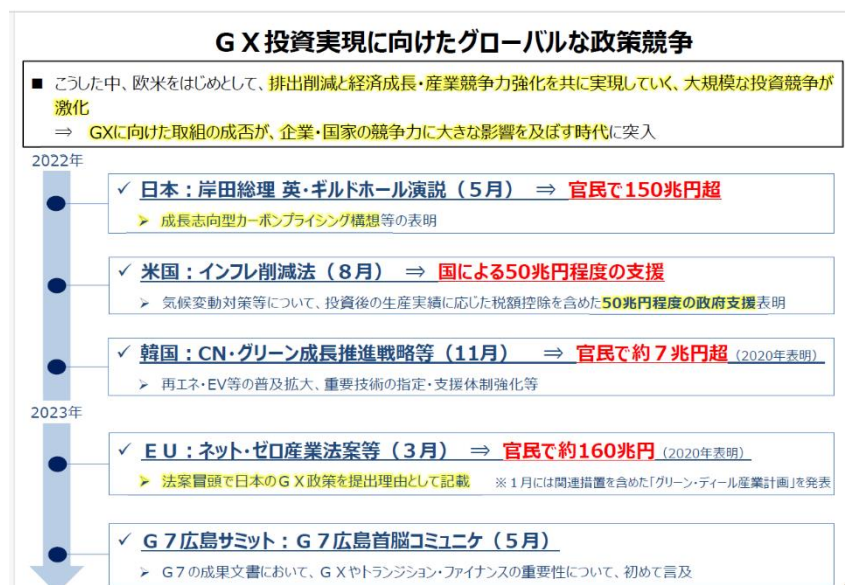 ＧＸ投資実現に向けたグローバルな政策競争
■ こうした中、欧米をはじめとして、排出削減と経済成長・産業競争力強化を共に実現していく、大規模な投資競争が
激化
⇒ GXに向けた取組の成否が、企業・国家の競争力に大きな影響を及ぼす時代に突入
2022年
✓ 日本：岸田総理 英・ギルドホール演説（５月） ⇒ 官民で150兆円超
➢ 成長志向型カーボンプライシング構想等の表明
✓ 米国：インフレ削減法（８月） ⇒ 国による50兆円程度の支援
➢ 気候変動対策等について、投資後の生産実績に応じた税額控除を含めた50兆円程度の政府支援表明
✓ 韓国：CN・グリーン成長推進戦略等（11月） ⇒ 官民で約７兆円超（2020年表明）
➢ 再エネ・EV等の普及拡大、重要技術の指定・支援体制強化等
2023年
✓ ＥＵ：ネット・ゼロ産業法案等（３月） ⇒ 官民で約160兆円（2020年表明）
➢ 法案冒頭で日本のＧＸ政策を提出理由として記載 ※１月には関連措置を含めた「グリーン・ディール産業計画」を発表
✓ Ｇ７広島サミット：Ｇ７広島首脳コミュニケ（５月）
➢ Ｇ７の成果文書において、ＧＸやトランジション・ファイナンスの重要性について、初めて言及